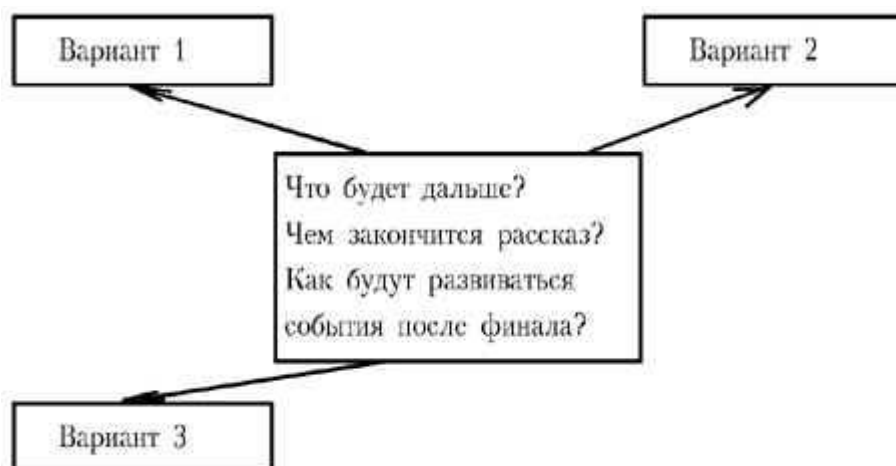 Вариант 1
Вариант 2
Что будет дальше?
Чем закончится рассказ?
Как будут развиваться
события после финала?
Вариант 3